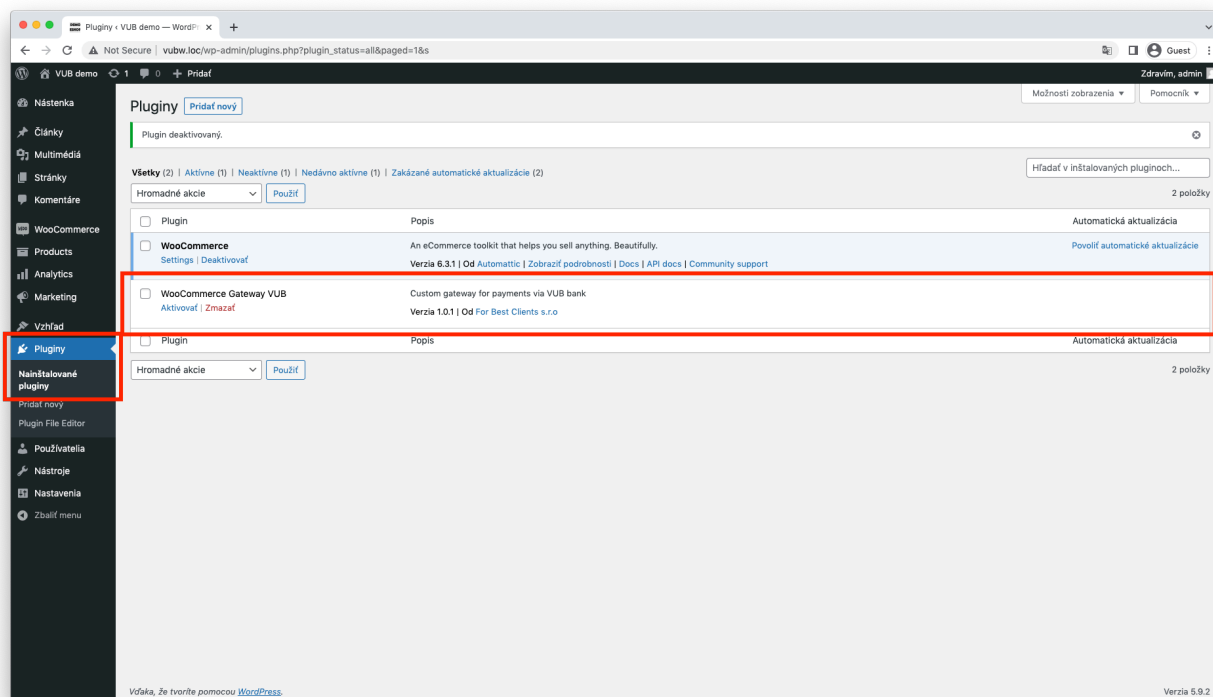 Pluginy ‹ VUB demo — WordPr
Not Secure | vubw.loc/wp-admin/plugins.php?plugin_status=all&paged=1&s
Guest
VUB demo 1 0 + Pridať
Zdravím, admin
Nástenka
Články
Multimédiá
Stránky
Komentáre
WooCommerce
Products
Analytics
Marketing
Vzhľad
Pluginy
Nainštalované
pluginy
Pridať nový
Plugin File Editor
Používatelia
Nástroje
Nastavenia
Zbaliť menu
Možnosti zobrazenia ▼
Pomocník ▼
Pluginy Pridať nový
Plugin deaktivovaný.
Všetky (2) | Aktívne (1) | Neaktívne (1) | Nedávno aktívne (1) | Zakázané automatické aktualizácie (2)
Hľadať v inštalovaných pluginoch...
Hromadné akcie Použiť
2 položky
Plugin Popis Automatická aktualizácia
WooCommerce An eCommerce toolkit that helps you sell anything. Beautifully. Povoliť automatické aktualizácie
Settings | Deaktivovať Verzia 6.3.1 | Od Automattic | Zobraziť podrobnosti | Docs | API docs | Community support
WooCommerce Gateway VUB Custom gateway for payments via VUB bank
Aktivovať | Zmazať Verzia 1.0.1 | Od For Best Clients s.r.o
Plugin Popis Automatická aktualizácia
Hromadné akcie Použiť
2 položky
Vďaka, že tvoríte pomocou WordPress.
Verzia 5.9.2